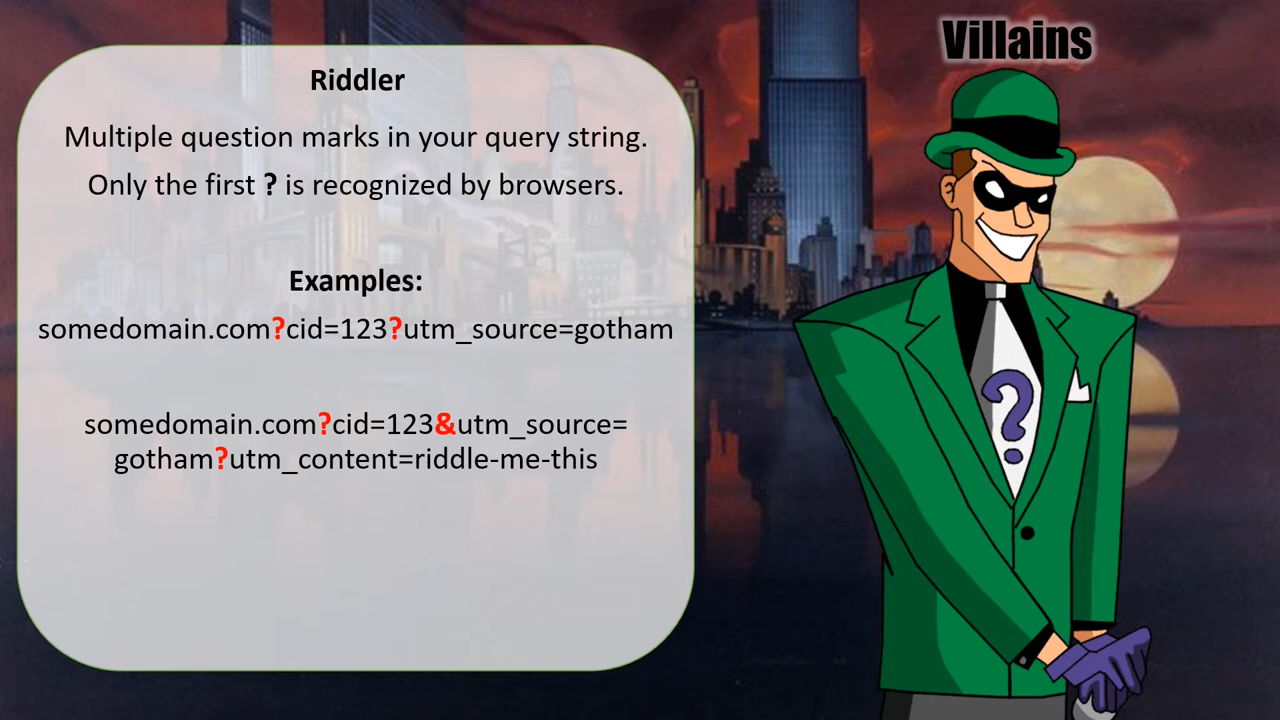 Villains
Riddler
Multiple question marks in your query string.
Only the first ? is recognized by browsers.
Examples:
somedomain.com?cid=123?utm_source=gotham
somedomain.com?cid=123&utm_source=
gotham?utm_content=riddle-me-this
?